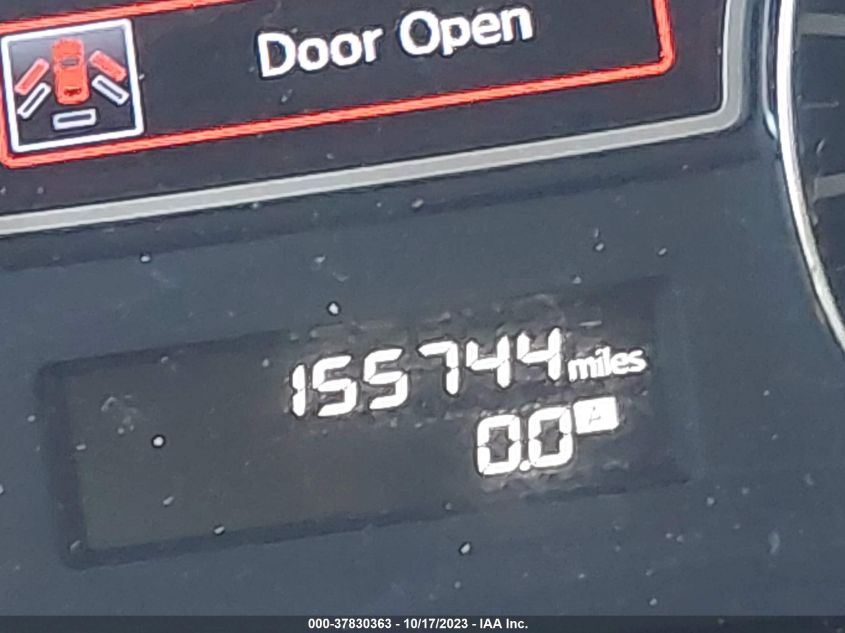 Door Open
155744 miles
0.0 A
000-37830363 - 10/17/2023 - IAA Inc.